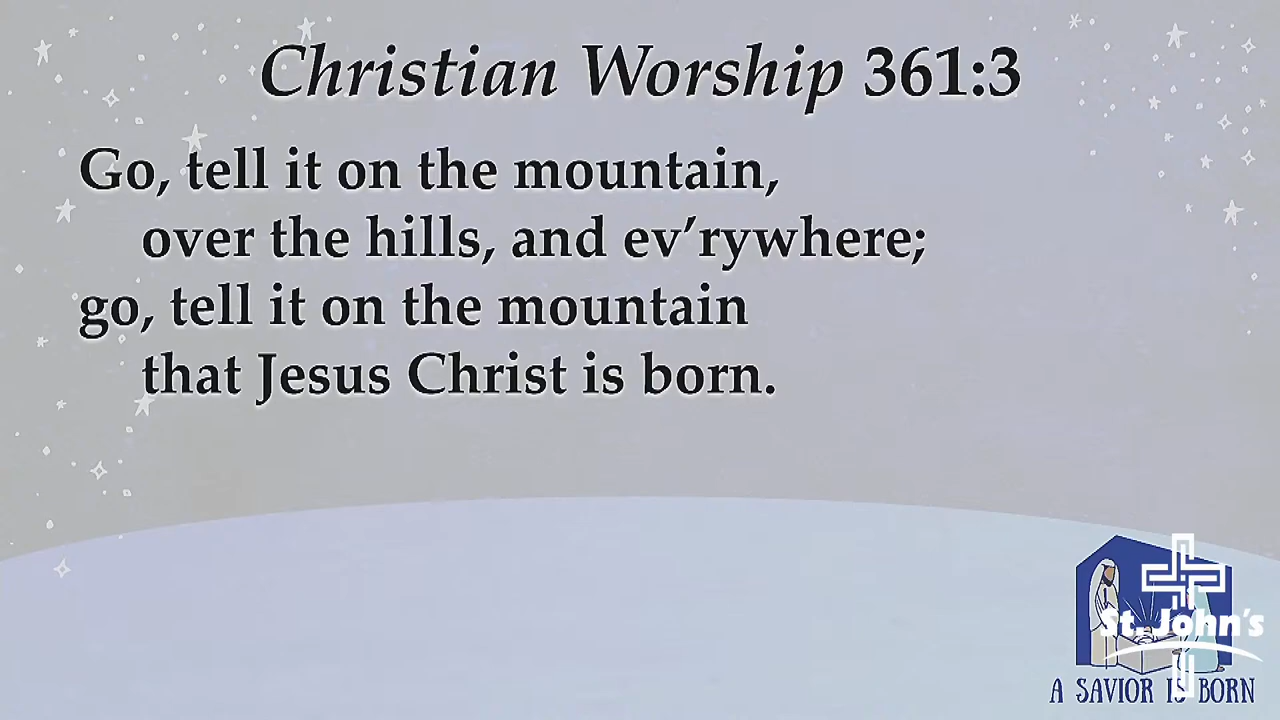 Christian Worship 361:3
Go, tell it on the mountain,
over the hills, and ev’rywhere;
go, tell it on the mountain
that Jesus Christ is born.
St. John's
A SAVIOR IS BORN